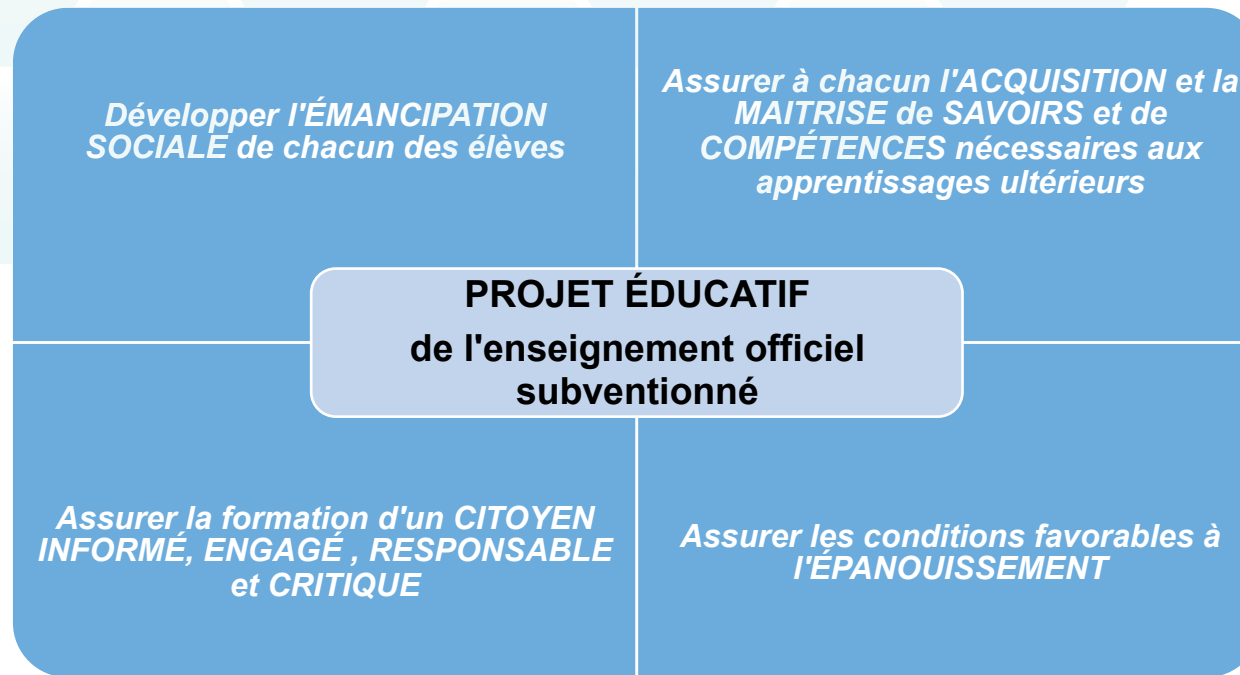 Développer l'ÉMANCIPATION
SOCIALE de chacun des élèves
Assurer à chacun l'ACQUISITION et la
MAITRISE de SAVOIRS et de
COMPÉTENCES nécessaires aux
apprentissages ultérieurs
PROJET ÉDUCATIF
de l'enseignement officiel
subventionné
Assurer la formation d'un CITOYEN
INFORMÉ, ENGAGÉ , RESPONSABLE
et CRITIQUE
Assurer les conditions favorables à
l'ÉPANOUISSEMENT